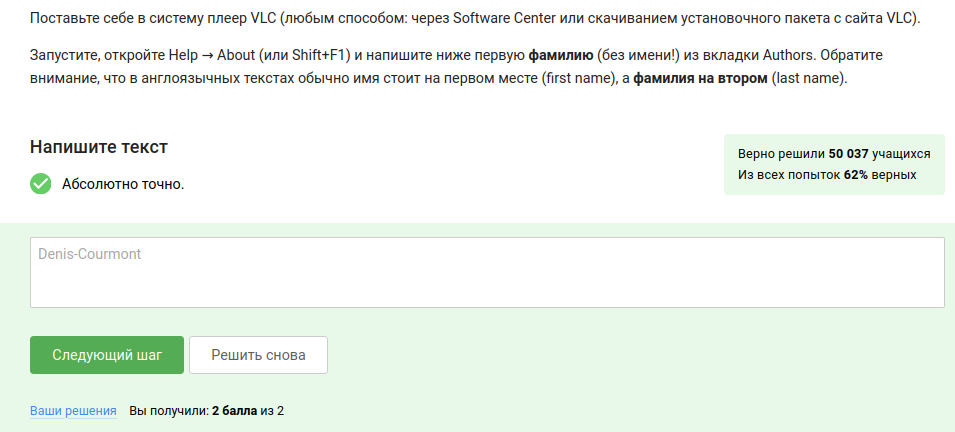 Поставьте себе в систему плеер VLC (любым способом: через Software Center или скачиванием установочного пакета с сайта VLC).
Запустите, откройте Help → About (или Shift+F1) и напишите ниже первую фамилию (без имени!) из вкладки Authors. Обратите
внимание, что в англоязычных текстах обычно имя стоит на первом месте (first name), а фамилия на втором (last name).
Напишите текст
Верно решили 50 037 учащихся
Из всех попыток 62% верных
Абсолютно точно.
Denis-Courmont
Следующий шаг
Решить снова
Ваши решения Вы получили: 2 балла из 2